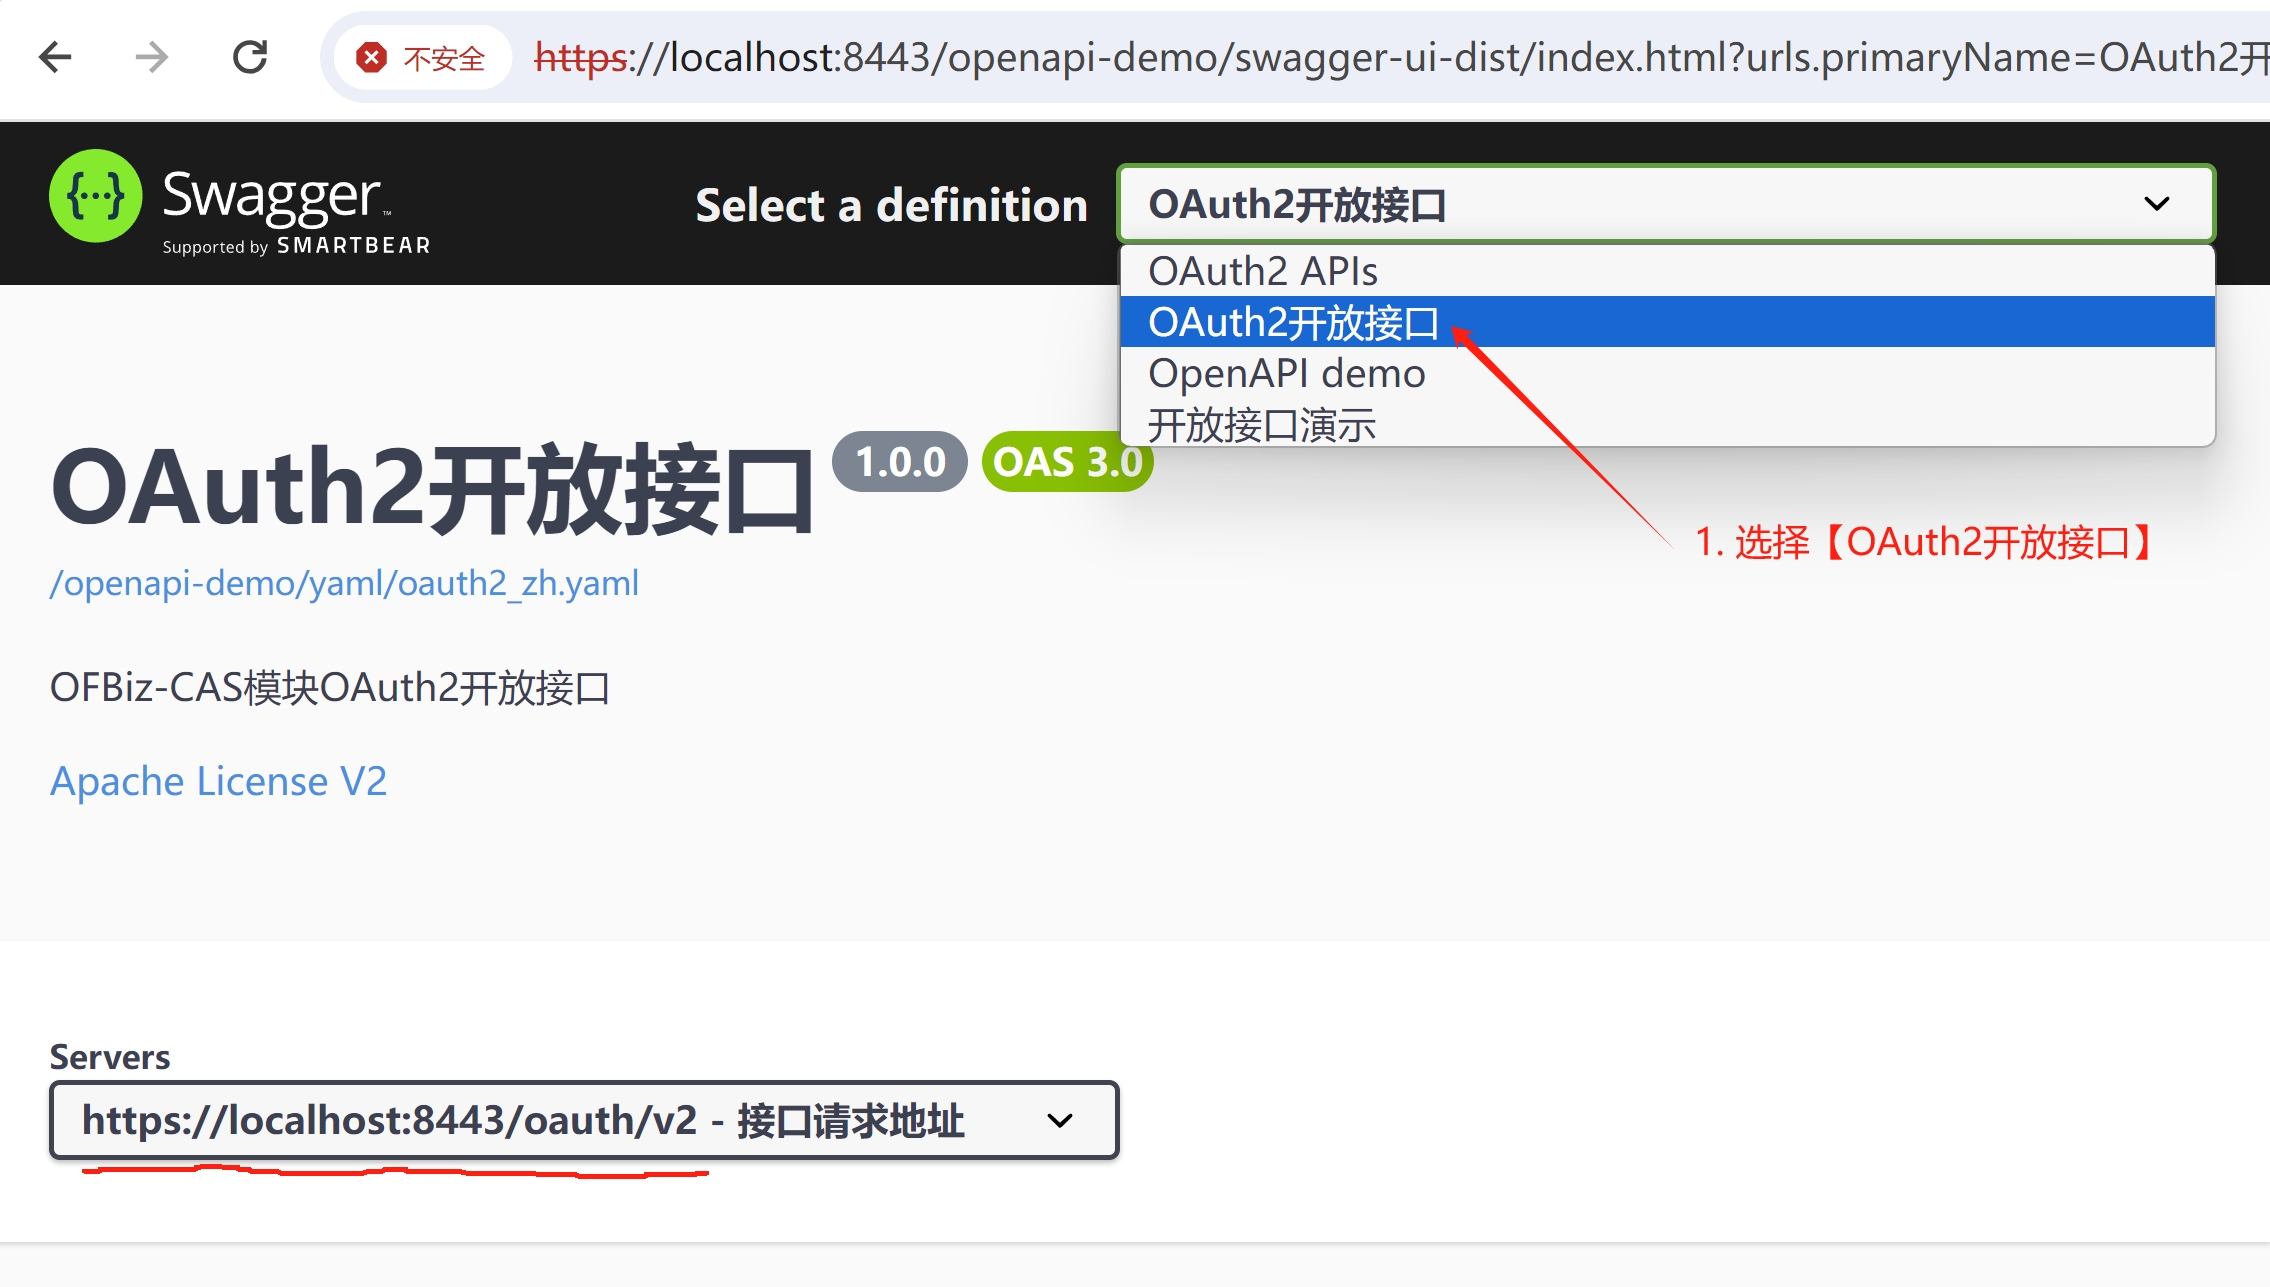 不安全 https://localhost:8443/openapi-demo/swagger-ui-dist/index.html?urls.primaryName=OAuth2开
Swagger™
Supported by SMARTBEAR
Select a definition
OAuth2开放接口
OAuth2 APIs
OAuth2开放接口
OpenAPI demo
开放接口演示
1. 选择【OAuth2开放接口】
OAuth2开放接口 1.0.0 OAS 3.0
/openapi-demo/yaml/oauth2_zh.yaml
OFBiz-CAS模块OAuth2开放接口
Apache License V2
Servers
https://localhost:8443/oauth/v2 - 接口请求地址